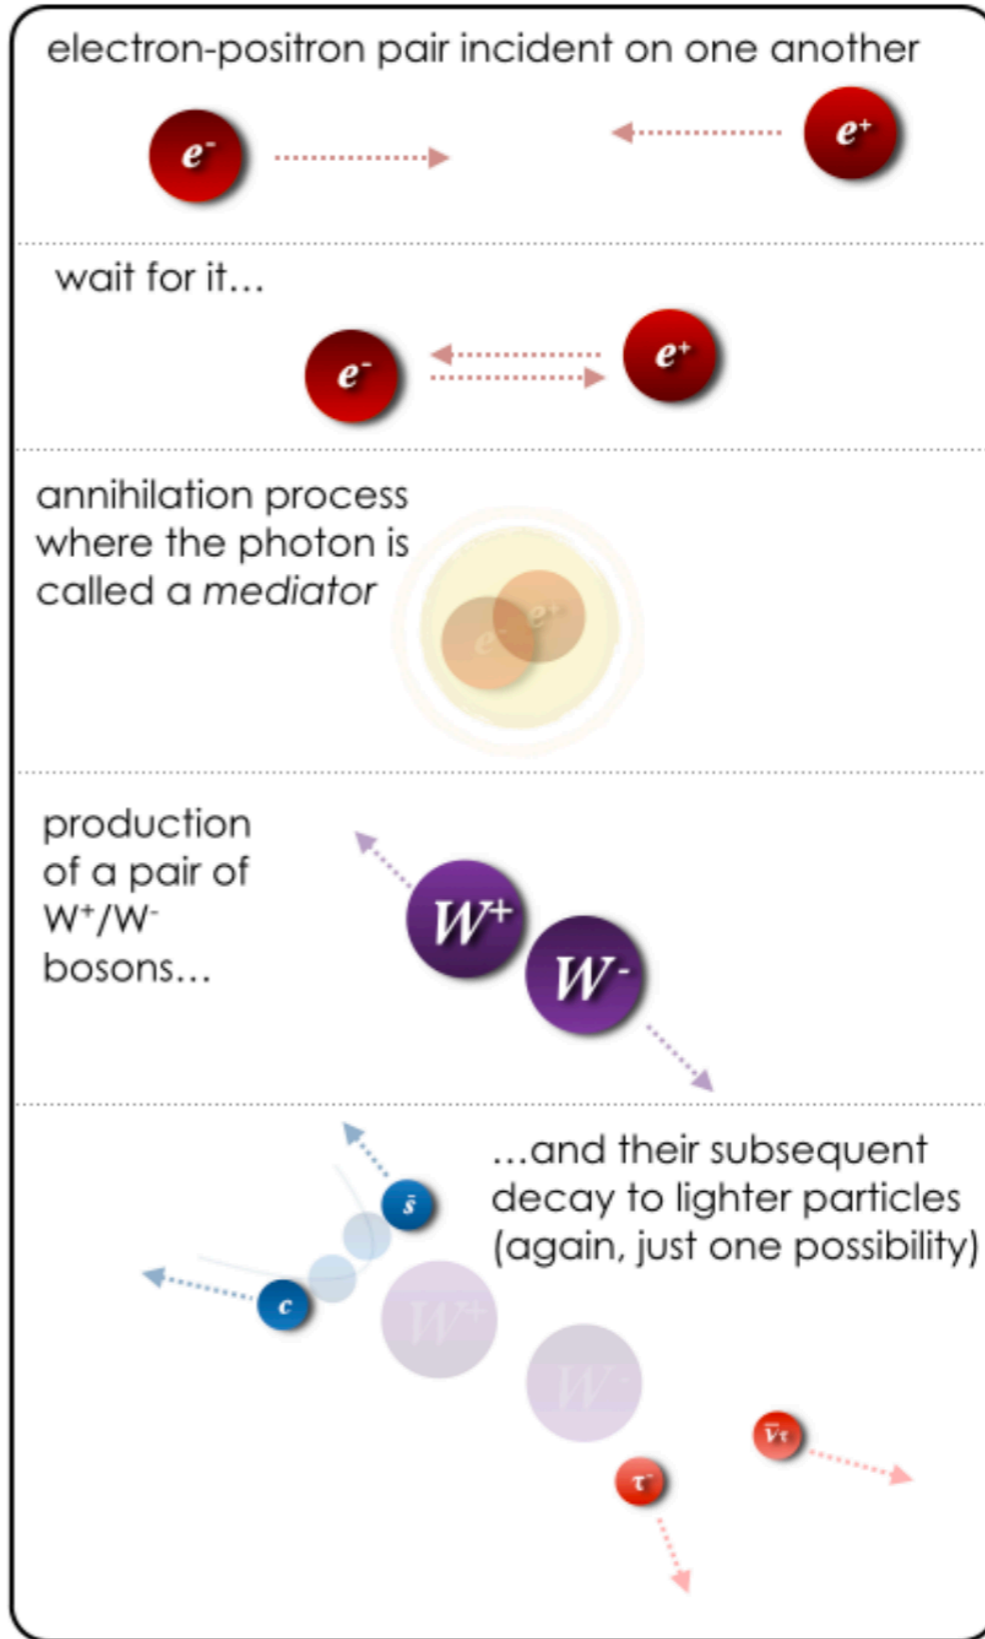 electron-positron pair incident on one another
e⁻
e⁺
wait for it...
e⁻
e⁺
annihilation process
where the photon is
called a mediator
e⁻
e⁺
production
of a pair of
W⁺/W⁻
bosons...
W⁺
W⁻
...and their subsequent
decay to lighter particles
(again, just one possibility)
s̄
c
W⁺
W⁻
ν̄τ
τ⁻